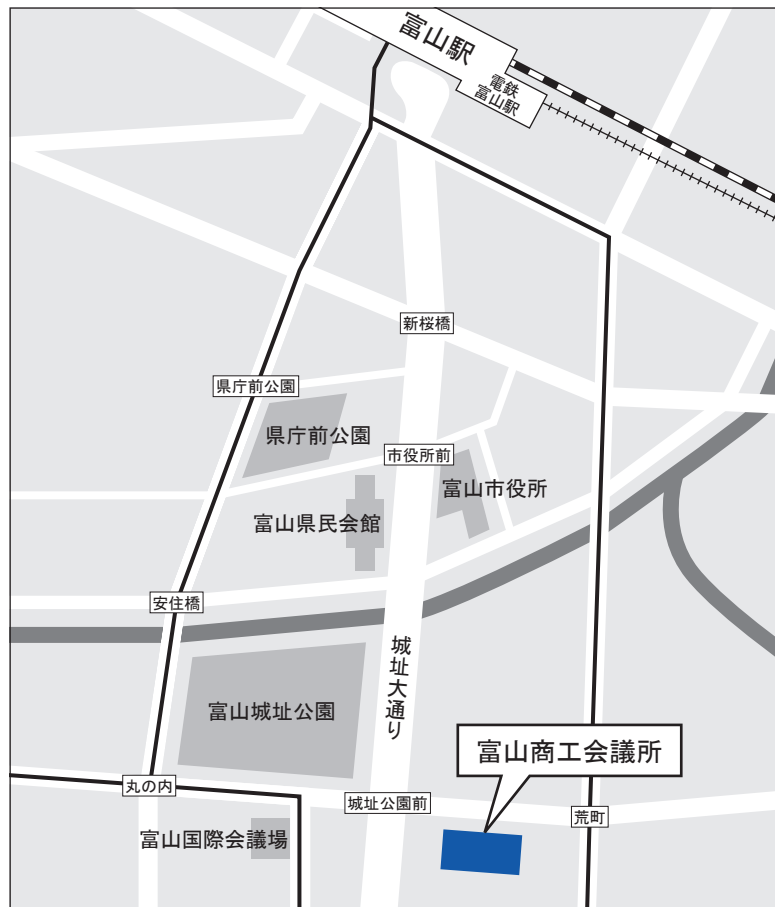 富山駅
電鉄
富山駅
新桜橋
県庁前公園
県庁前公園
市役所前
富山市役所
富山県民会館
安住橋
城址大通り
富山城址公園
富山商工会議所
丸の内
城址公園前
荒町
富山国際会議場